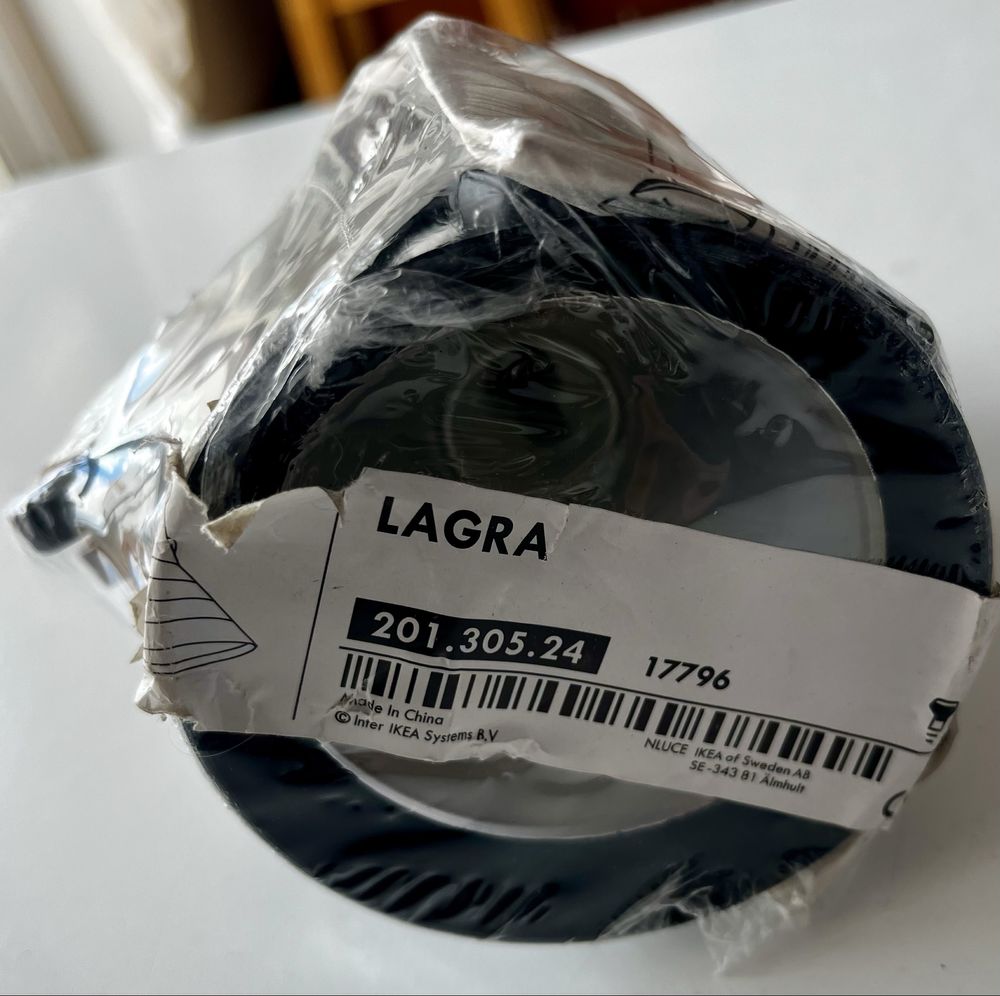 LAGRA
201.305.24
17796
Made In China
© Inter IKEA Systems B.V
NLUCE IKEA of Sweden AB
SE-343 81 Älmhult